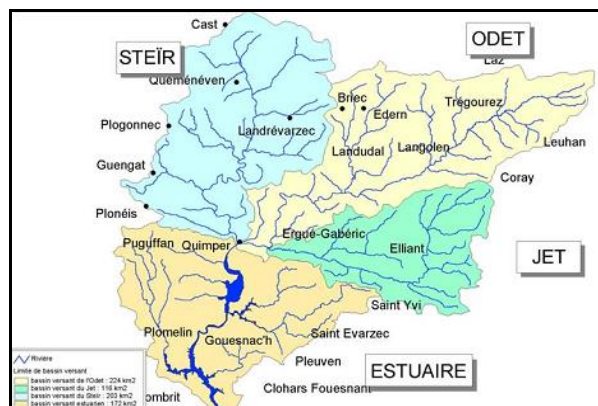 Cast
ODET
STEÏR
Laz
Queménéven
Briec
Edern
Trégourez
Plogonnec
Landrévarzec
Landudal
Langolen
Leuhan
Guengat
Coray
Plonéis
Ergué-Gabéric
Puguffan
Quimper
Elliant
JET
Saint Yvi
Plomelin
Saint Evarzec
Gouesnac'h
Pleuven
ESTUAIRE
Clohars Fouesnant
ombrit
Rivière
Limite de bassin versant
bassin versant de l'Odet : 224 km2
bassin versant du Jet : 116 km2
bassin versant du Steir : 203 km2
bassin versant estuarien : 172 km2